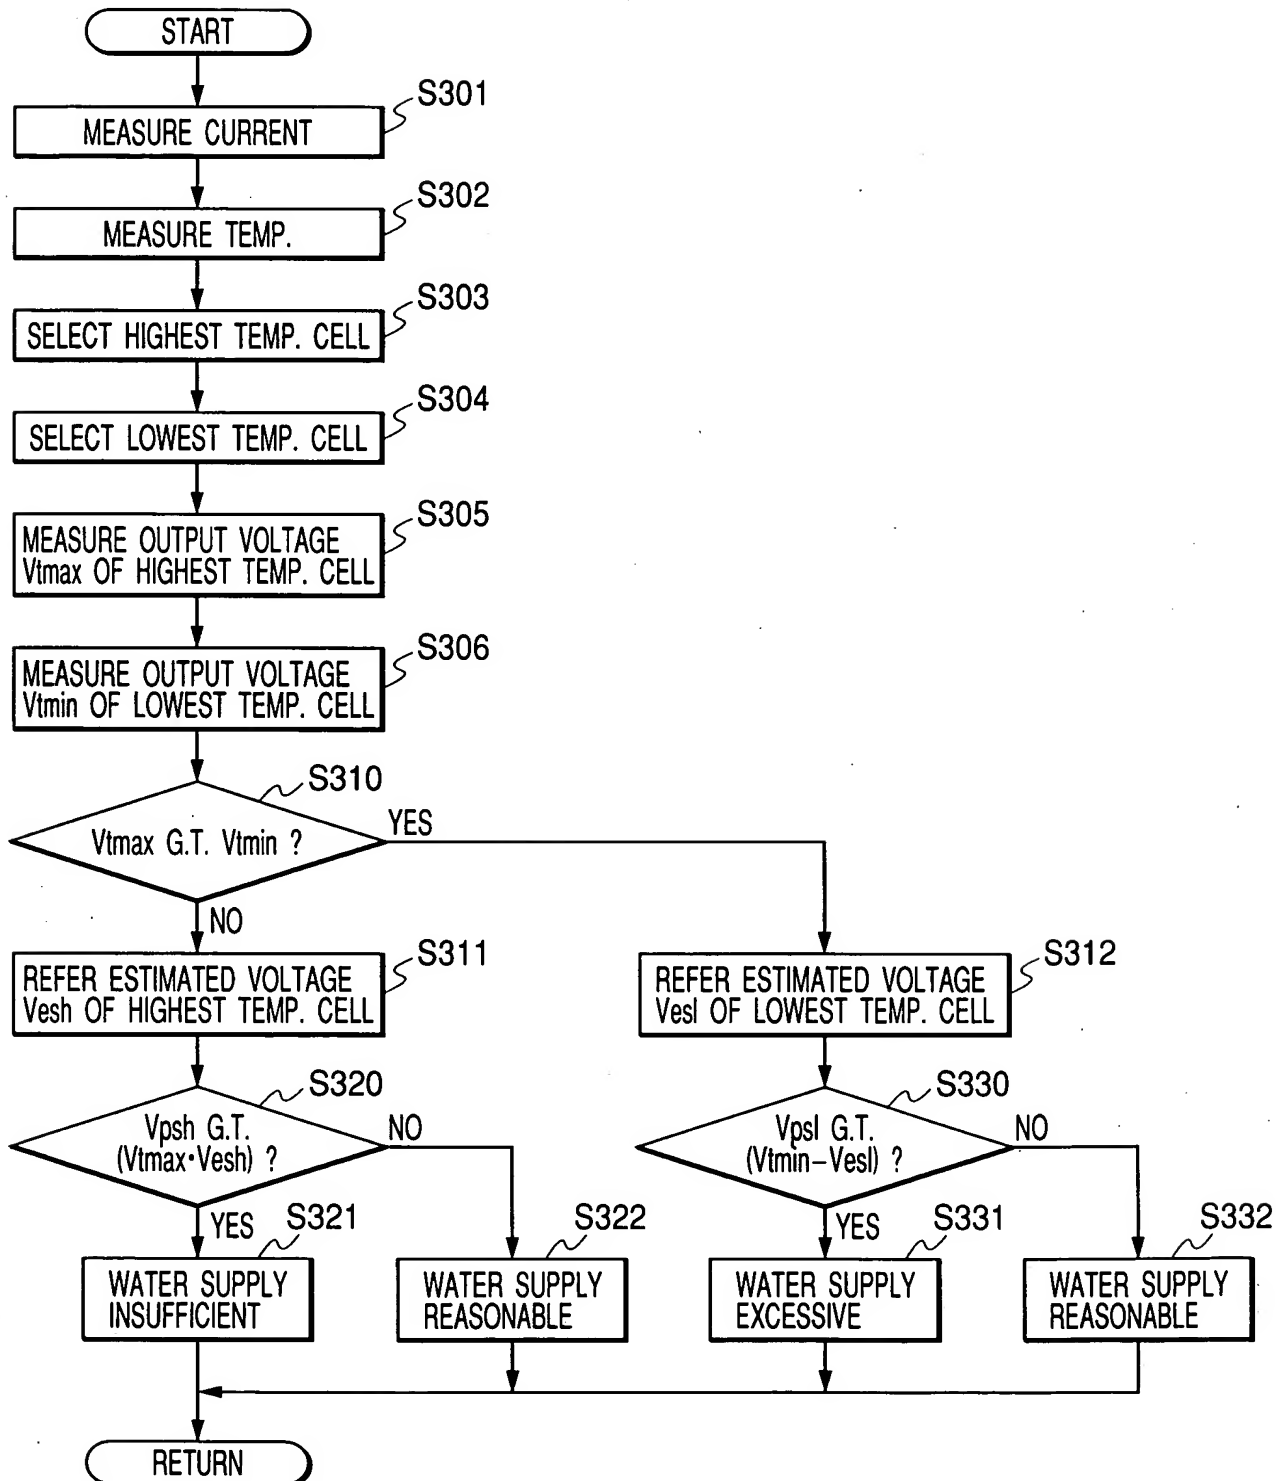 START
S301
MEASURE CURRENT
S302
MEASURE TEMP.
S303
SELECT HIGHEST TEMP. CELL
S304
SELECT LOWEST TEMP. CELL
S305
MEASURE OUTPUT VOLTAGE
Vtmax OF HIGHEST TEMP. CELL
S306
MEASURE OUTPUT VOLTAGE
Vtmin OF LOWEST TEMP. CELL
S310
Vtmax G.T. Vtmin ?
YES
NO
S311
REFER ESTIMATED VOLTAGE
Vesh OF HIGHEST TEMP. CELL
S312
REFER ESTIMATED VOLTAGE
Vesl OF LOWEST TEMP. CELL
S320
Vpsh G.T.
(Vtmax•Vesh) ?
NO
YES
S330
Vpsl G.T.
(Vtmin–Vesl) ?
NO
YES
S321
WATER SUPPLY
INSUFFICIENT
S322
WATER SUPPLY
REASONABLE
S331
WATER SUPPLY
EXCESSIVE
S332
WATER SUPPLY
REASONABLE
RETURN